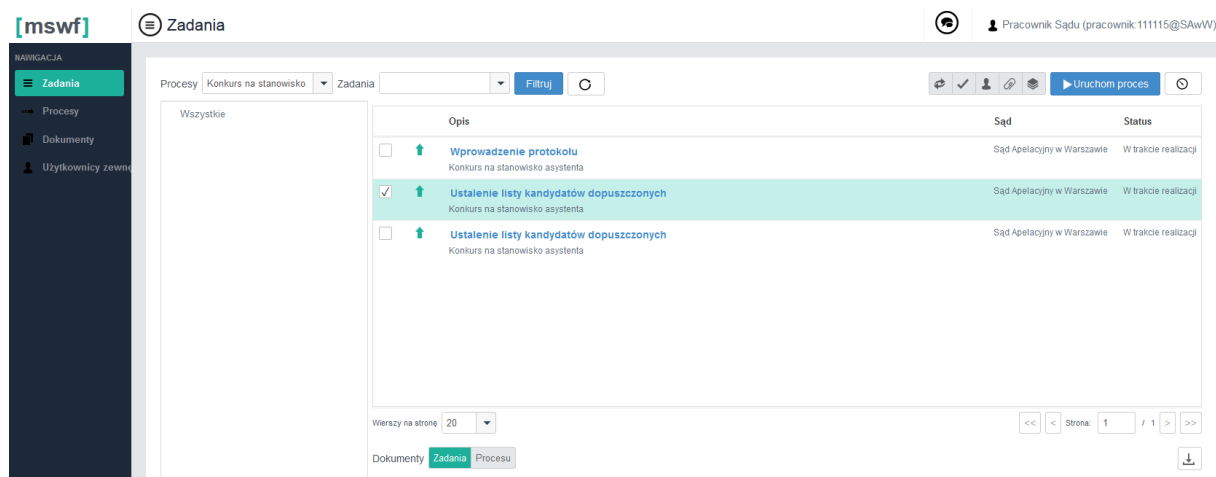 [mswf]
Zadania
Pracownik Sądu (pracownik:111115@SAwW)
NAWIGACJA
Zadania
Procesy
Dokumenty
Użytkownicy zewnę
Procesy Konkurs na stanowisko Zadania Filtruj Uruchom proces
Wszystkie
Opis Sąd Status
Wprowadzenie protokołu Sąd Apelacyjny w Warszawie W trakcie realizacji
Konkurs na stanowisko asystenta
Ustalenie listy kandydatów dopuszczonych Sąd Apelacyjny w Warszawie W trakcie realizacji
Konkurs na stanowisko asystenta
Ustalenie listy kandydatów dopuszczonych Sąd Apelacyjny w Warszawie W trakcie realizacji
Konkurs na stanowisko asystenta
Wierszy na stronę 20 << < Strona: 1 / 1 > >>
Dokumenty Zadania Procesu